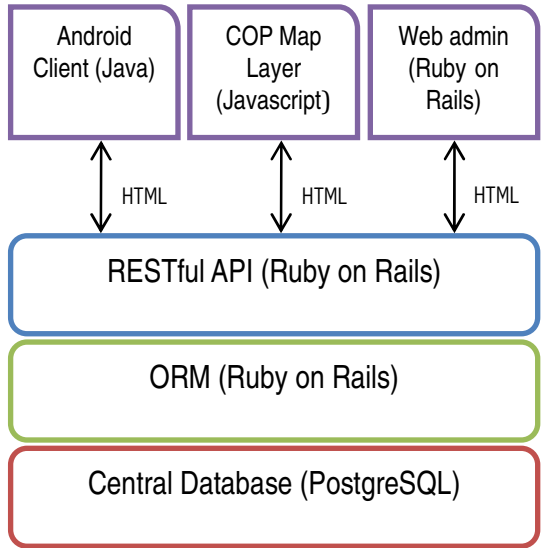 Android
Client (Java)
COP Map
Layer
(Javascript)
Web admin
(Ruby on
Rails)
HTML
HTML
HTML
RESTful API (Ruby on Rails)
ORM (Ruby on Rails)
Central Database (PostgreSQL)